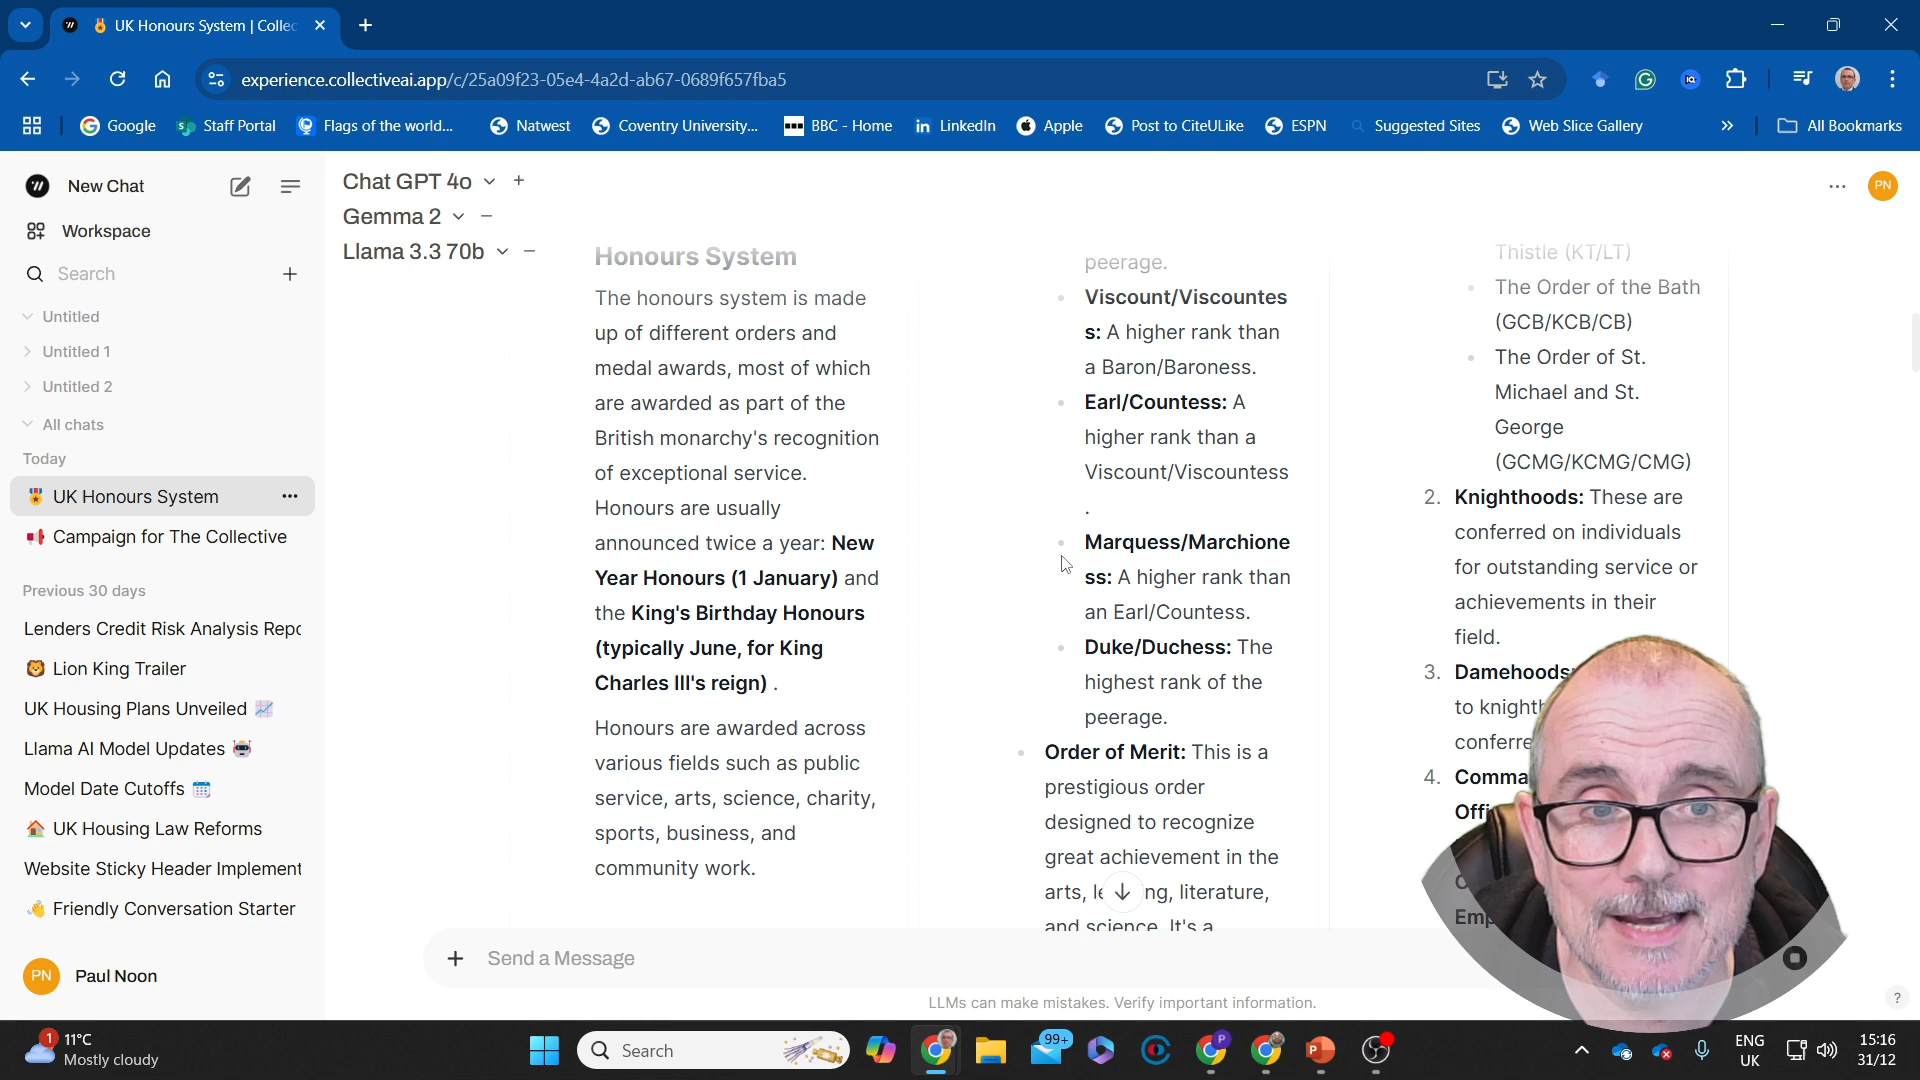 UK Honours System | Collec
experience.collectiveai.app/c/25a09f23-05e4-4a2d-ab67-0689f657fba5
Google
Staff Portal
Flags of the world...
Natwest
Coventry University...
BBC - Home
LinkedIn
Apple
Post to CiteULike
ESPN
Suggested Sites
Web Slice Gallery
All Bookmarks
New Chat
Workspace
Search
Untitled
Untitled 1
Untitled 2
All chats
Today
UK Honours System
Campaign for The Collective
Previous 30 days
Lenders Credit Risk Analysis Repo
Lion King Trailer
UK Housing Plans Unveiled
Llama AI Model Updates
Model Date Cutoffs
UK Housing Law Reforms
Website Sticky Header Implement
Friendly Conversation Starter
PN
Paul Noon
Chat GPT 4o
Gemma 2
Llama 3.3 70b
PN
Honours System
The honours system is made
up of different orders and
medal awards, most of which
are awarded as part of the
British monarchy's recognition
of exceptional service.
Honours are usually
announced twice a year: New
Year Honours (1 January) and
the King's Birthday Honours
(typically June, for King
Charles III's reign) .
Honours are awarded across
various fields such as public
service, arts, science, charity,
sports, business, and
community work.
peerage.
Viscount/Viscountes
s: A higher rank than
a Baron/Baroness.
Earl/Countess: A
higher rank than a
Viscount/Viscountess
.
Marquess/Marchione
ss: A higher rank than
an Earl/Countess.
Duke/Duchess: The
highest rank of the
peerage.
Order of Merit: This is a
prestigious order
designed to recognize
great achievement in the
arts, le ng, literature,
and science. It's a
Thistle (KT/LT)
The Order of the Bath
(GCB/KCB/CB)
The Order of St.
Michael and St.
George
(GCMG/KCMG/CMG)
2. Knighthoods: These are
conferred on individuals
for outstanding service or
achievements in their
field.
3. Damehoods:
to knight
conferre
4. Comma
Offi
Emp
Send a Message
LLMs can make mistakes. Verify important information.
?
1
11°C
Mostly cloudy
Search
99+
P
ENG
UK
15:16
31/12